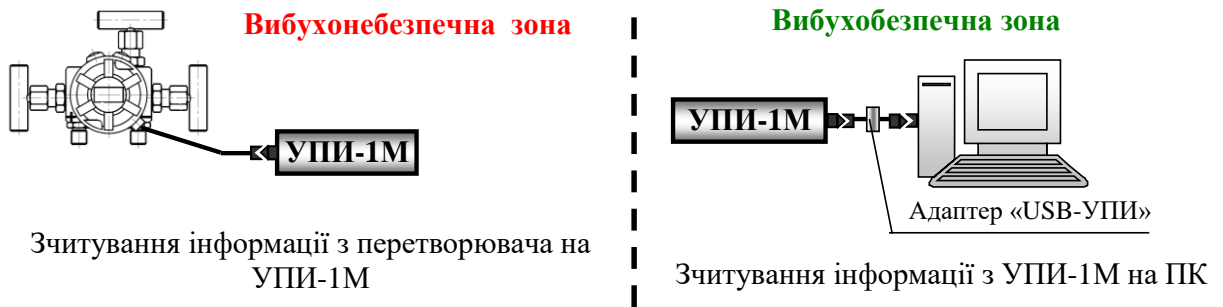 Вибухонебезпечна зона
УПИ-1М
Зчитування інформації з перетворювача на
УПИ-1М
Вибухобезпечна зона
УПИ-1М
Адаптер «USB-УПИ»
Зчитування інформації з УПИ-1М на ПК